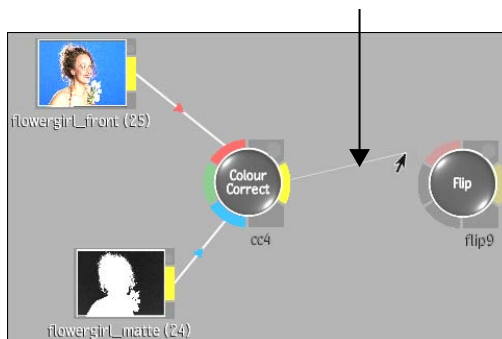 flowergirl_front (25)
Colour
Correct
cc4
Flip
flip9
flowergirl_matte (24)